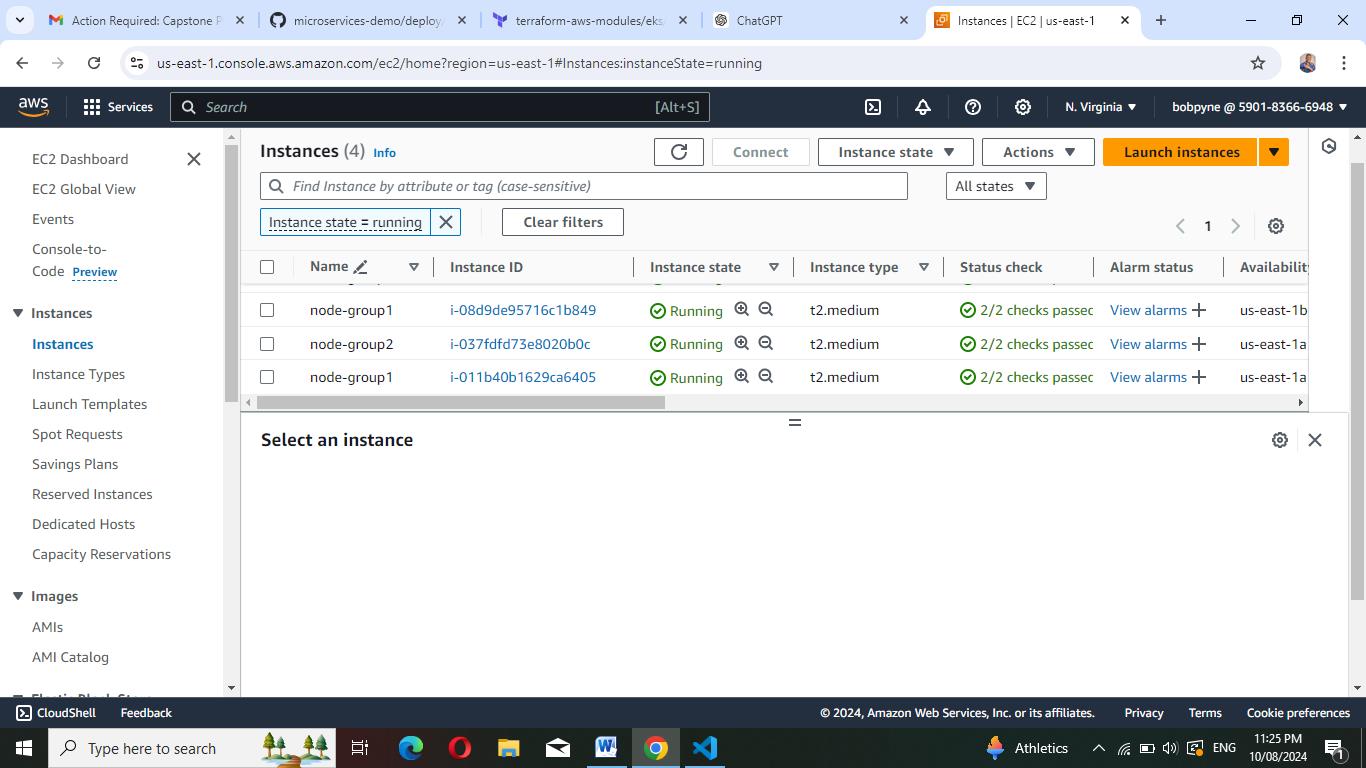 Action Required: Capstone P
microservices-demo/deploy/
terraform-aws-modules/eks/
ChatGPT
Instances | EC2 | us-east-1
us-east-1.console.aws.amazon.com/ec2/home?region=us-east-1#Instances:instanceState=running
aws
Services
Search
[Alt+S]
N. Virginia
bobpyne @ 5901-8366-6948
EC2 Dashboard
EC2 Global View
Events
Console-to-
Code Preview
Instances
Instances
Instance Types
Launch Templates
Spot Requests
Savings Plans
Reserved Instances
Dedicated Hosts
Capacity Reservations
Images
AMIs
AMI Catalog
Instances (4) Info
Connect
Instance state
Actions
Launch instances
Find Instance by attribute or tag (case-sensitive)
All states
Instance state = running
Clear filters
1
Name Instance ID Instance state Instance type Status check Alarm status Availability
node-group1 i-08d9de95716c1b849 Running t2.medium 2/2 checks passec View alarms us-east-1b
node-group2 i-037fdfd73e8020b0c Running t2.medium 2/2 checks passec View alarms us-east-1a
node-group1 i-011b40b1629ca6405 Running t2.medium 2/2 checks passec View alarms us-east-1a
Select an instance
CloudShell
Feedback
© 2024, Amazon Web Services, Inc. or its affiliates.
Privacy
Terms
Cookie preferences
Type here to search
Athletics
ENG
11:25 PM
10/08/2024
1